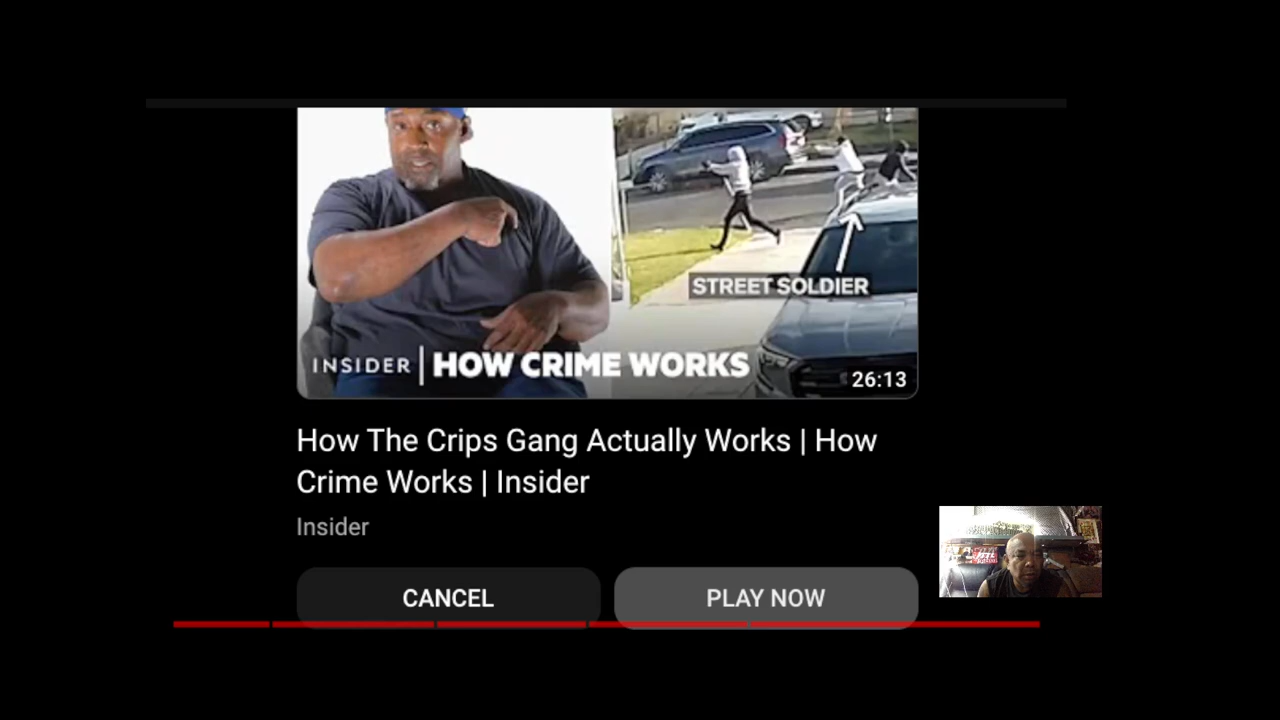 STREET SOLDIER
INSIDER | HOW CRIME WORKS
26:13
How The Crips Gang Actually Works | How
Crime Works | Insider
Insider
CANCEL
PLAY NOW